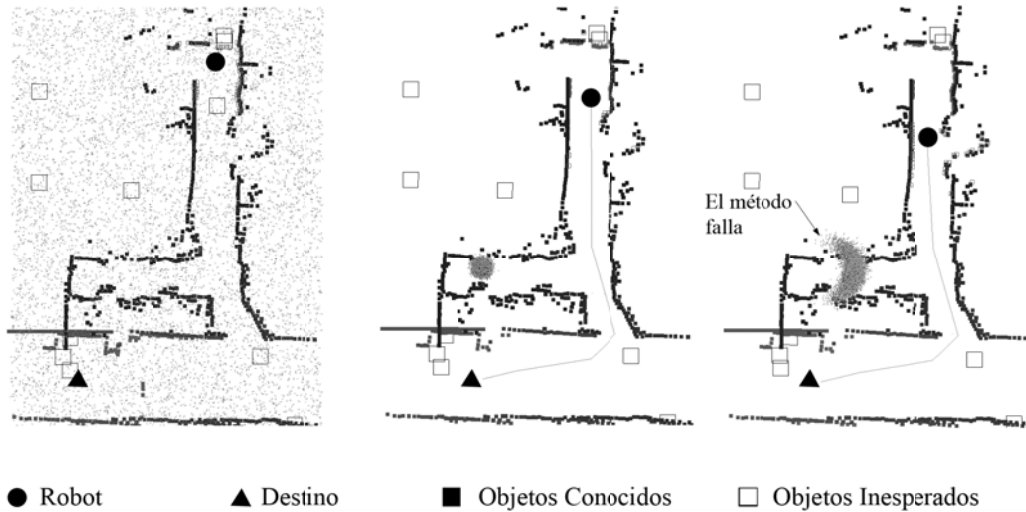 El método
falla
Robot
Destino
Objetos Conocidos
Objetos Inesperados